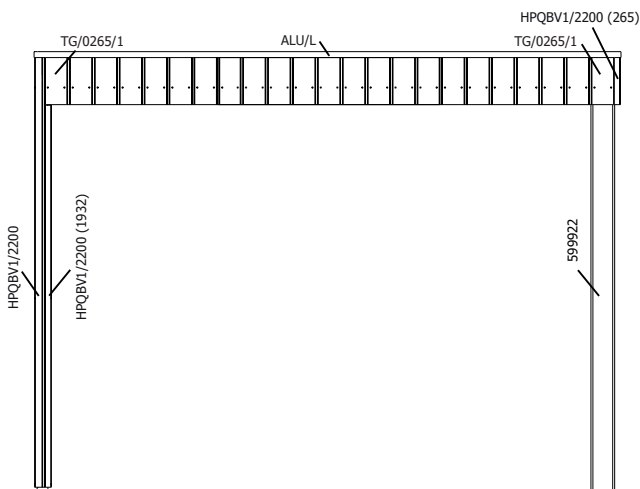 HPQBV1/2200 (265)
TG/0265/1
ALU/L
TG/0265/1
HPQBV1/2200
HPQBV1/2200 (1932)
599922